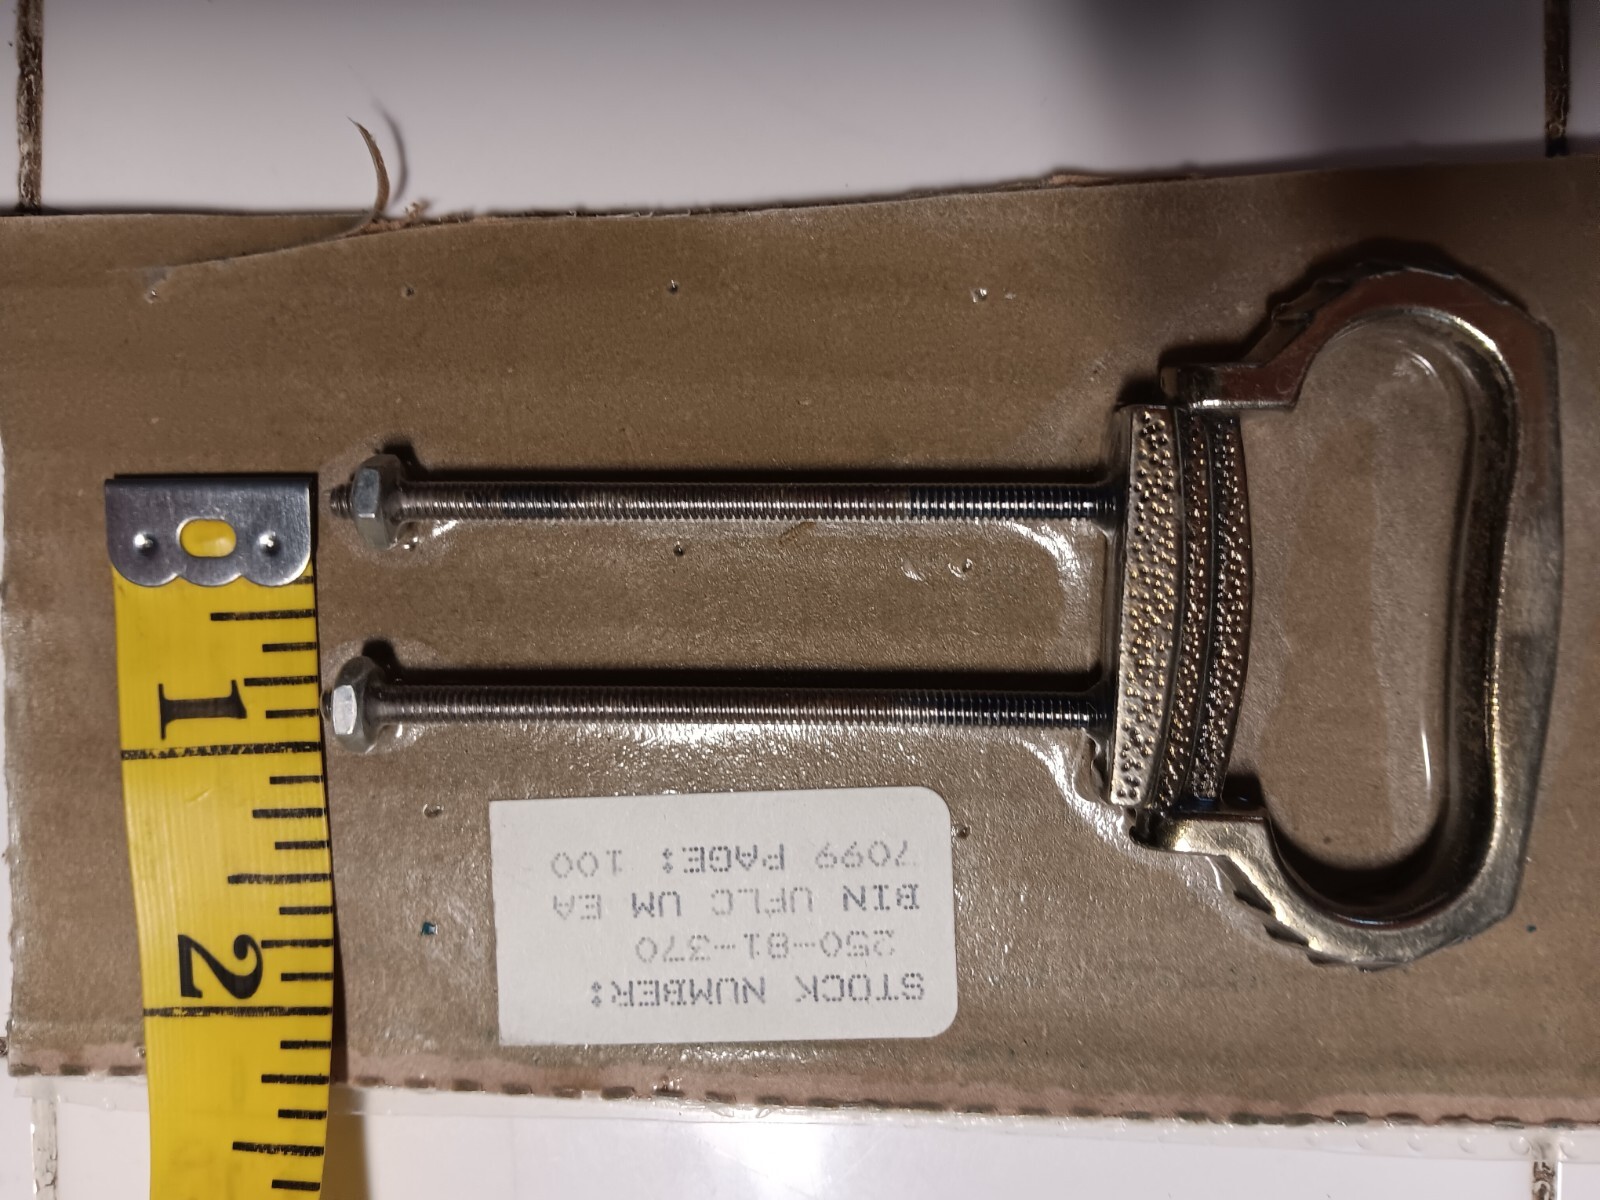 STOCK NUMBER:
250-81-370
BIN UFLC UM EA
7099 PAGE: 100
1
2